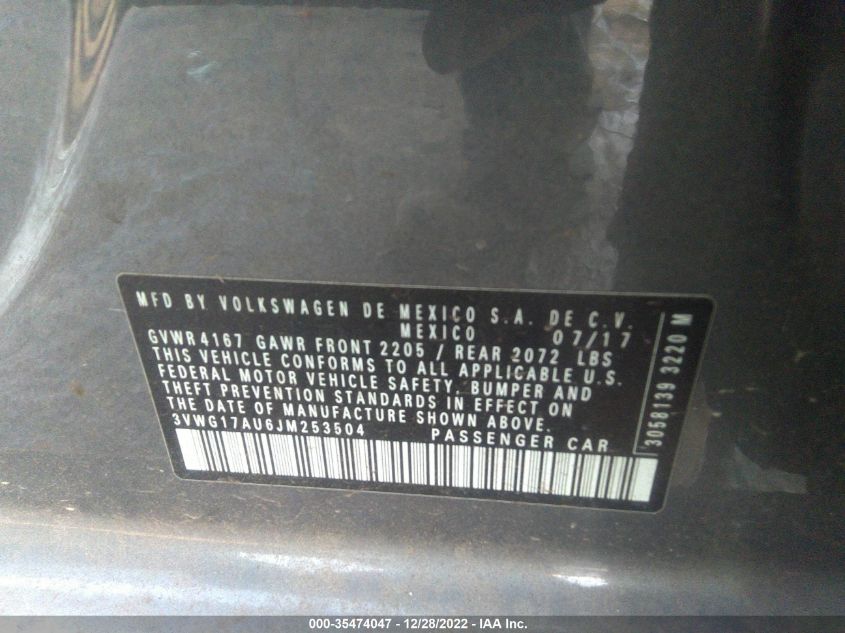 MFD BY VOLKSWAGEN DE MEXICO S.A. DE C.V.
MEXICO 07/17
GVWR 4167 GAWR FRONT 2205 / REAR 2072 LBS
THIS VEHICLE CONFORMS TO ALL APPLICABLE U.S.
FEDERAL MOTOR VEHICLE SAFETY, BUMPER AND
THEFT PREVENTION STANDARDS IN EFFECT ON
THE DATE OF MANUFACTURE SHOWN ABOVE.
3VWG17AU6JM253504 PASSENGER CAR
3058139 3220 M
000-35474047 - 12/28/2022 - IAA Inc.